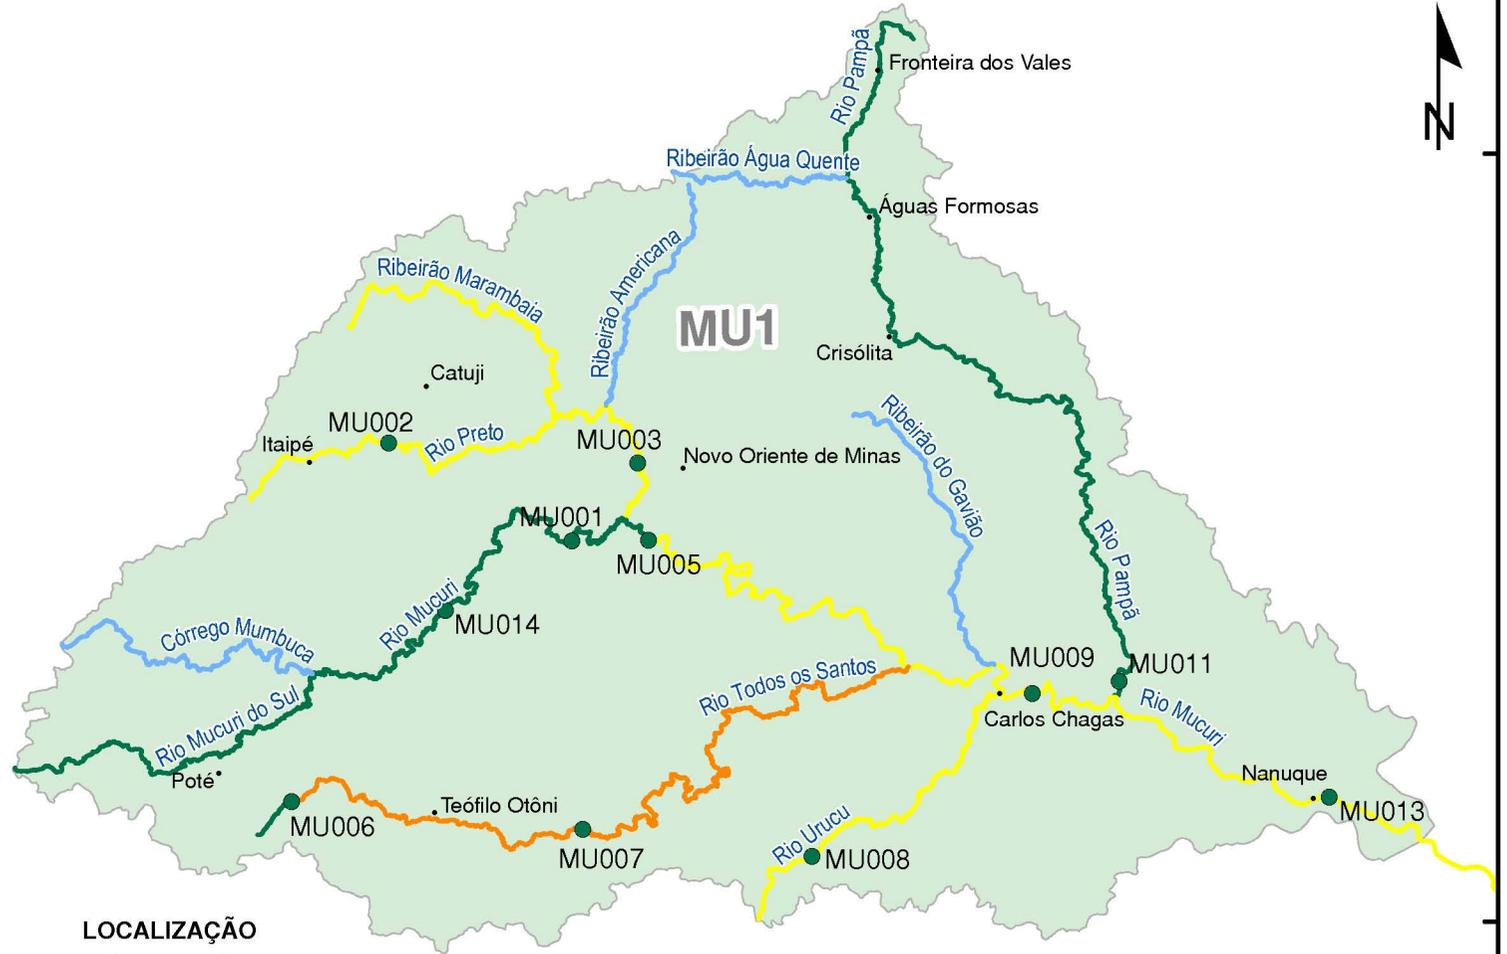 Rio Pampã
Fronteira dos Vales
N
Ribeirão Água Quente
Águas Formosas
Ribeirão Marambaia
Ribeirão Americana
MU1
Crisólita
Catuji
MU002
Itaipé
Rio Preto
MU003
Novo Oriente de Minas
Ribeirão do Gavião
MU001
MU005
Rio Pampã
Rio Mucuri
MU014
Córrego Mumbuca
MU009
MU011
Rio Todos os Santos
Rio Mucuri do Sul
Carlos Chagas
Rio Mucuri
Poté
Nanuque
MU013
Teófilo Otôni
MU006
MU007
Rio Urucu
MU008
LOCALIZAÇÃO